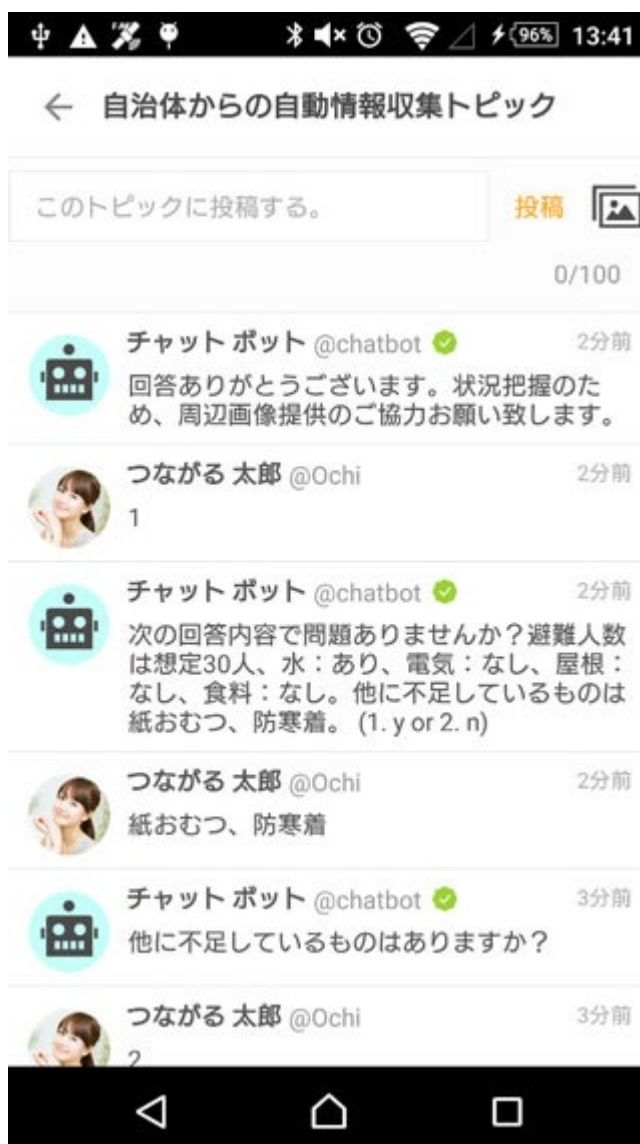 96% 13:41
← 自治体からの自動情報収集トピック
このトピックに投稿する。 投稿
0/100
チャット ボット @chatbot 2分前
回答ありがとうございます。状況把握のた
め、周辺画像提供のご協力お願い致します。
つながる 太郎 @Ochi 2分前
1
チャット ボット @chatbot 2分前
次の回答内容で問題ありませんか？避難人数
は想定30人、水：あり、電気：なし、屋根：
なし、食料：なし。他に不足しているものは
紙おむつ、防寒着。 (1. y or 2. n)
つながる 太郎 @Ochi 2分前
紙おむつ、防寒着
チャット ボット @chatbot 3分前
他に不足しているものはありますか？
つながる 太郎 @Ochi 3分前
2